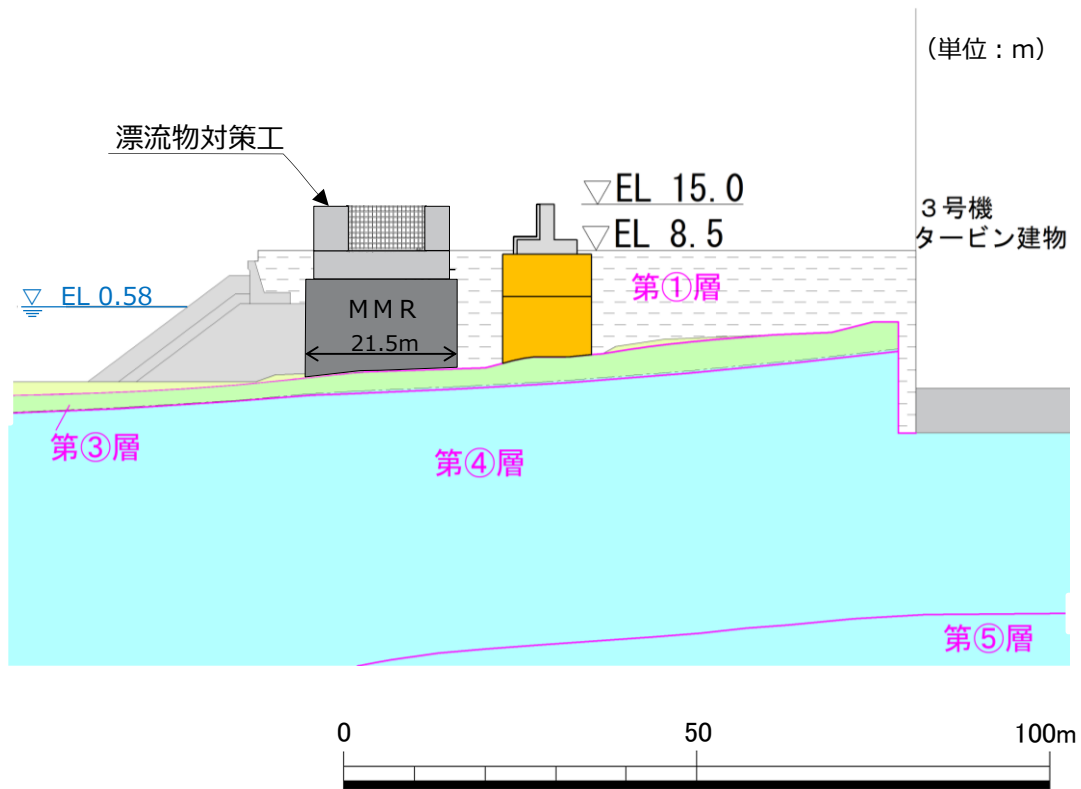 （単位：m）
漂流物対策工
EL 15.0
EL 8.5
3号機
タービン建物
第①層
EL 0.58
MMR
21.5m
第③層
第④層
第⑤層
0 50 100m